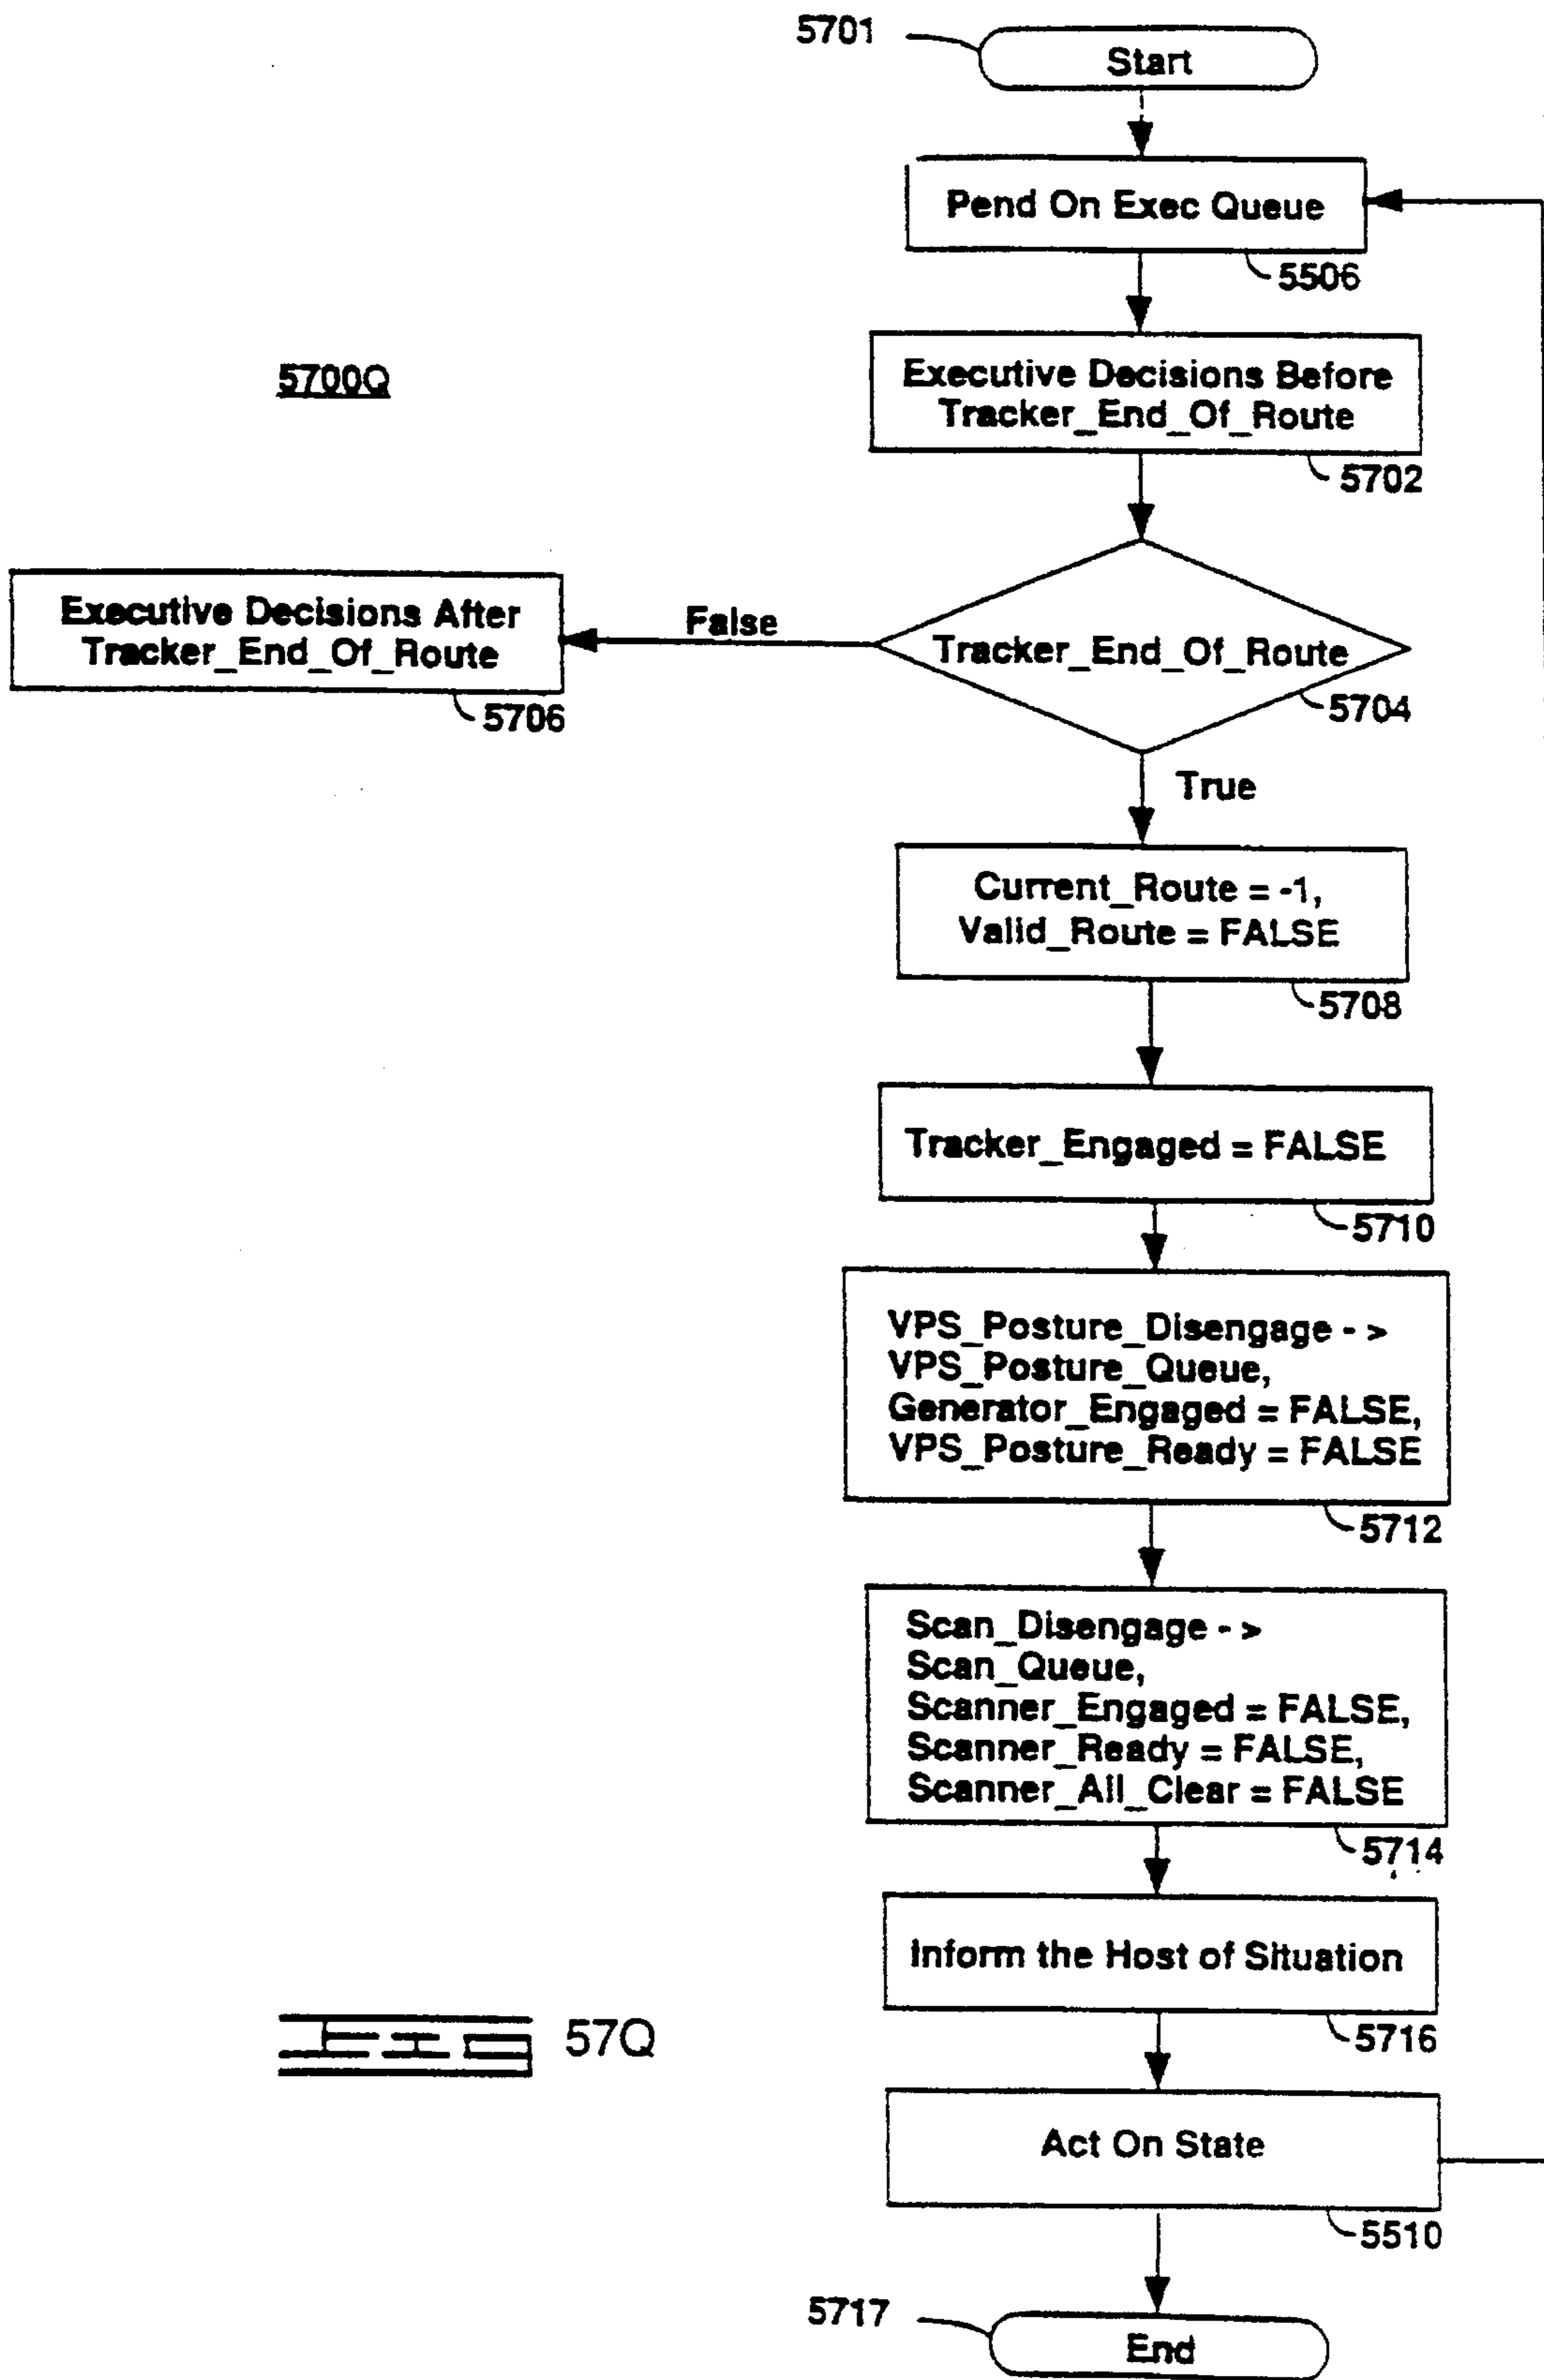 5701
Start
Pend On Exec Queue
5506
5700Q
Executive Decisions Before
Tracker_End_Of_Route
5702
Executive Decisions After
Tracker_End_Of_Route
5706
False
Tracker_End_Of_Route
5704
True
Current_Route = -1,
Valid_Route = FALSE
5708
Tracker_Engaged = FALSE
5710
VPS_Posture_Disengage - >
VPS_Posture_Queue,
Generator_Engaged = FALSE,
VPS_Posture_Ready = FALSE
5712
Scan_Disengage - >
Scan_Queue,
Scanner_Engaged = FALSE,
Scanner_Ready = FALSE,
Scanner_All_Clear = FALSE
5714
Inform the Host of Situation
5716
57Q
Act On State
5510
5717
End